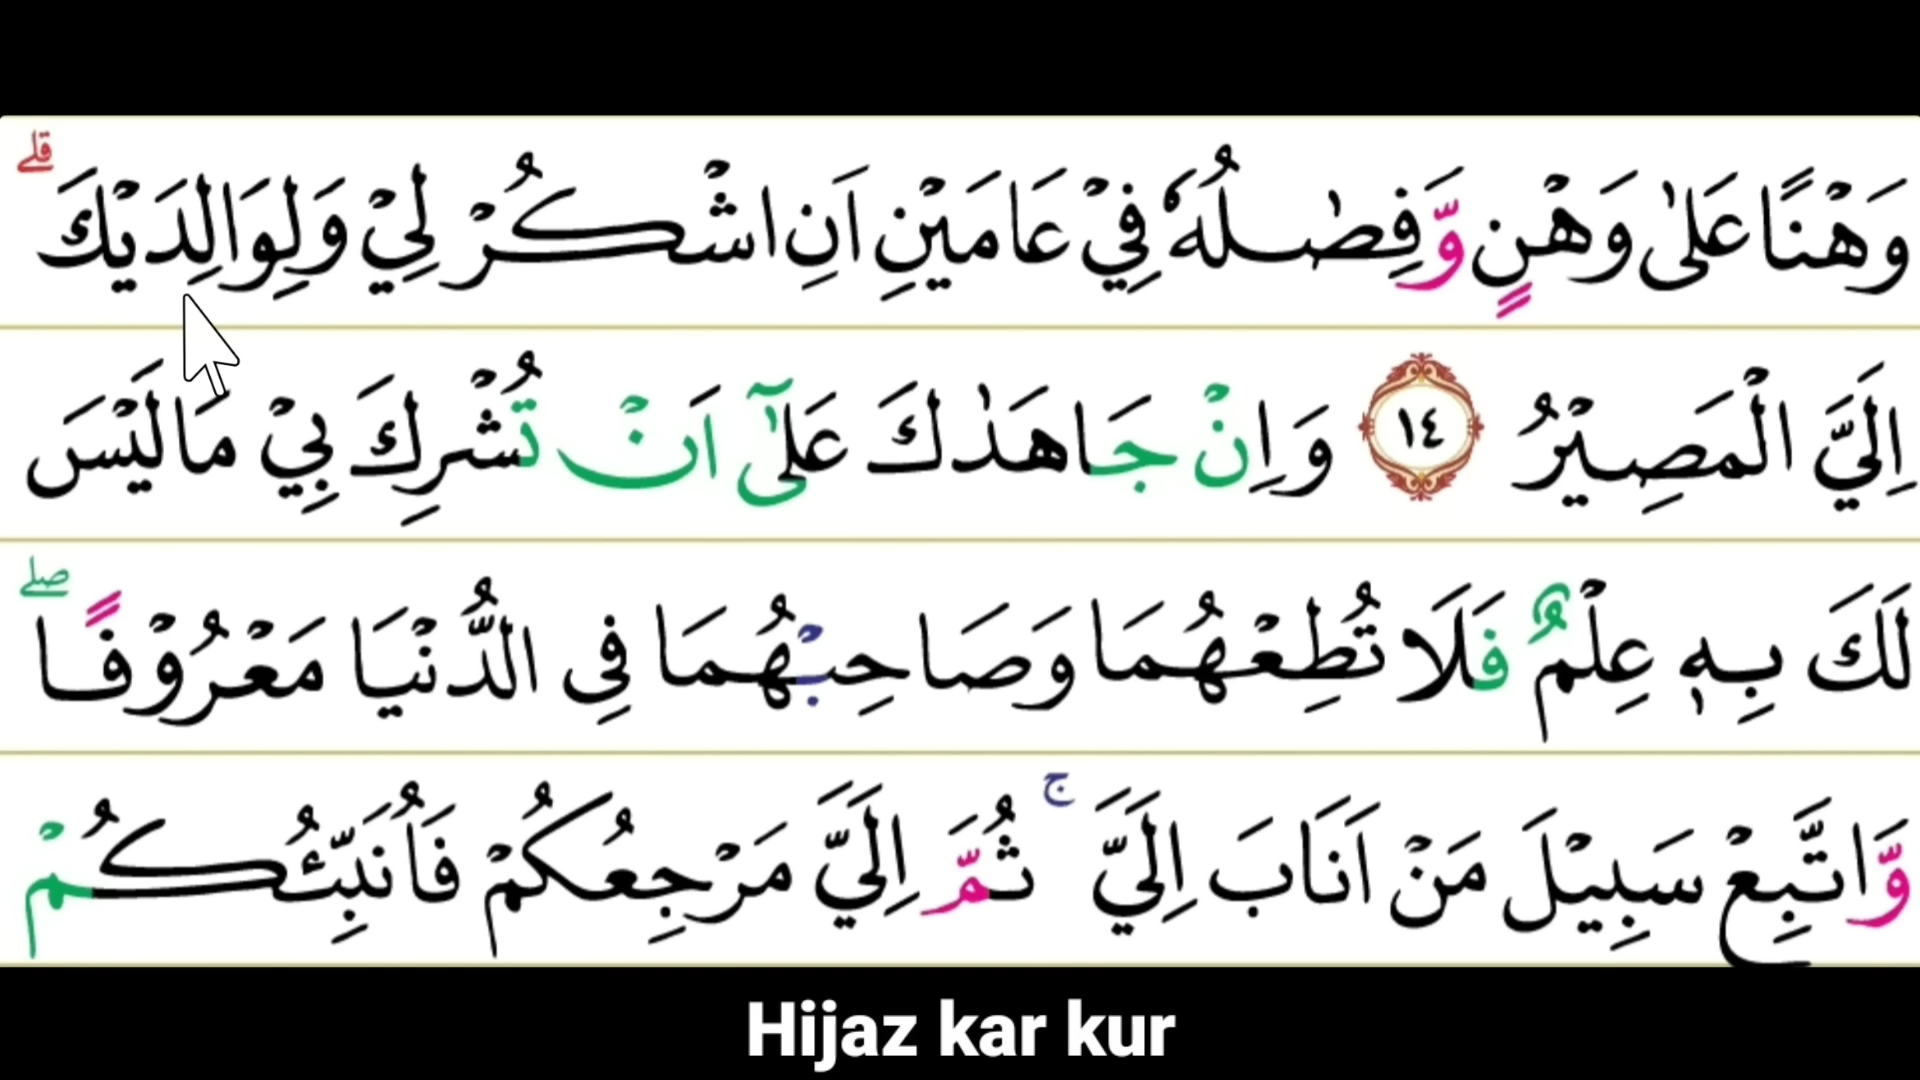 وَهْنًا عَلٰى وَهْنٍ وَّفِصٰلُهٗ فِيْ عَامَيْنِ اَنِ اشْكُرْ لِيْ وَلِوَالِدَيْكَ ۗ
اِلَيَّ الْمَصِيْرُ ١٤ وَاِنْ جَاهَدٰكَ عَلٰٓى اَنْ تُشْرِكَ بِيْ مَا لَيْسَ
لَكَ بِهٖ عِلْمٌ فَلَا تُطِعْهُمَا وَصَاحِبْهُمَا فِى الدُّنْيَا مَعْرُوْفًا ۖ
وَّاتَّبِعْ سَبِيْلَ مَنْ اَنَابَ اِلَيَّ ۚ ثُمَّ اِلَيَّ مَرْجِعُكُمْ فَاُنَبِّئُكُمْ
Hijaz kar kur